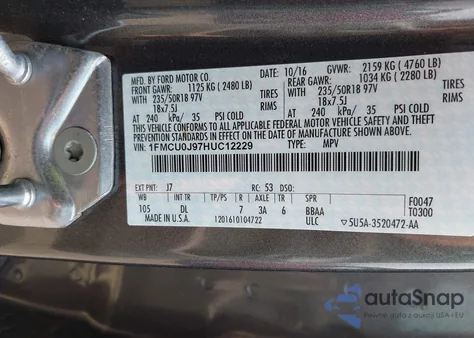 MFD. BY FORD MOTOR CO. 10/16 GVWR: 2159 KG ( 4760 LB)
FRONT GAWR: 1125 KG ( 2480 LB) REAR GAWR: 1034 KG ( 2280 LB)
WITH 235/50R18 97V TIRES WITH 235/50R18 97V TIRES
18x7.5J RIMS 18x7.5J RIMS
AT 240 kPa/ 35 PSI COLD AT 240 kPa/ 35 PSI COLD
THIS VEHICLE CONFORMS TO ALL APPLICABLE FEDERAL MOTOR VEHICLE SAFETY AND THEFT PREVENTION STANDARDS IN EFFECT ON THE DATE OF MANUFACTURE SHOWN ABOVE.
VIN: 1FMCU0J97HUC12229 TYPE: MPV
EXT PNT: J7 RC: 53 DSO:
WB INT TR TP/PS R AXLE TR SPR F0047
105 DL 7 3A 6 BBAA T0300
MADE IN U.S.A. 1201610104722 ULC 5U5A-3520472-AA
autoSnap
Pewne auta z aukcji USA i EU